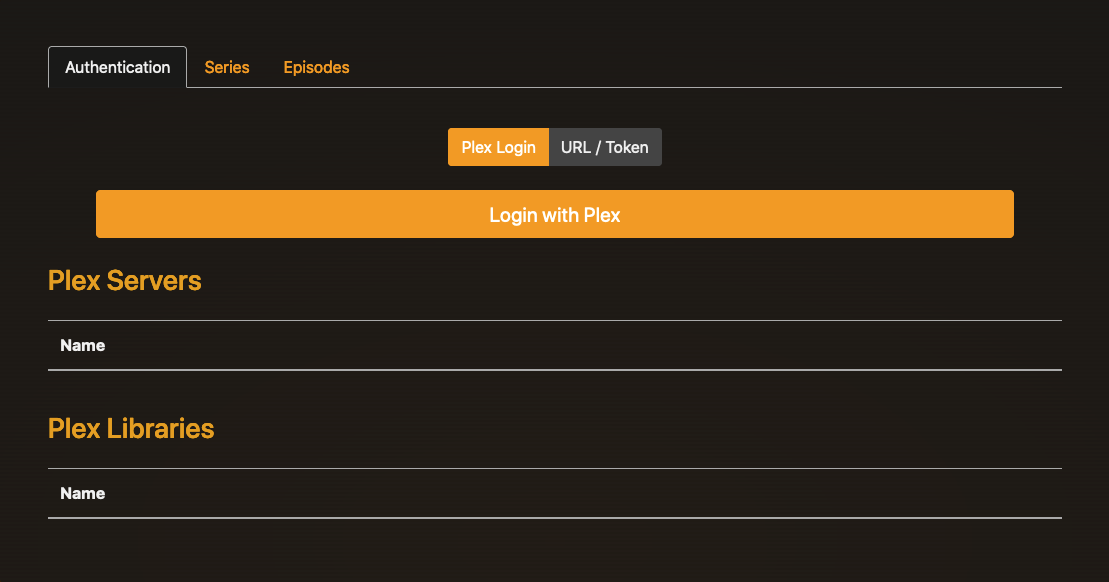 Authentication Series Episodes
Plex Login URL / Token
Login with Plex
Plex Servers
Name
Plex Libraries
Name